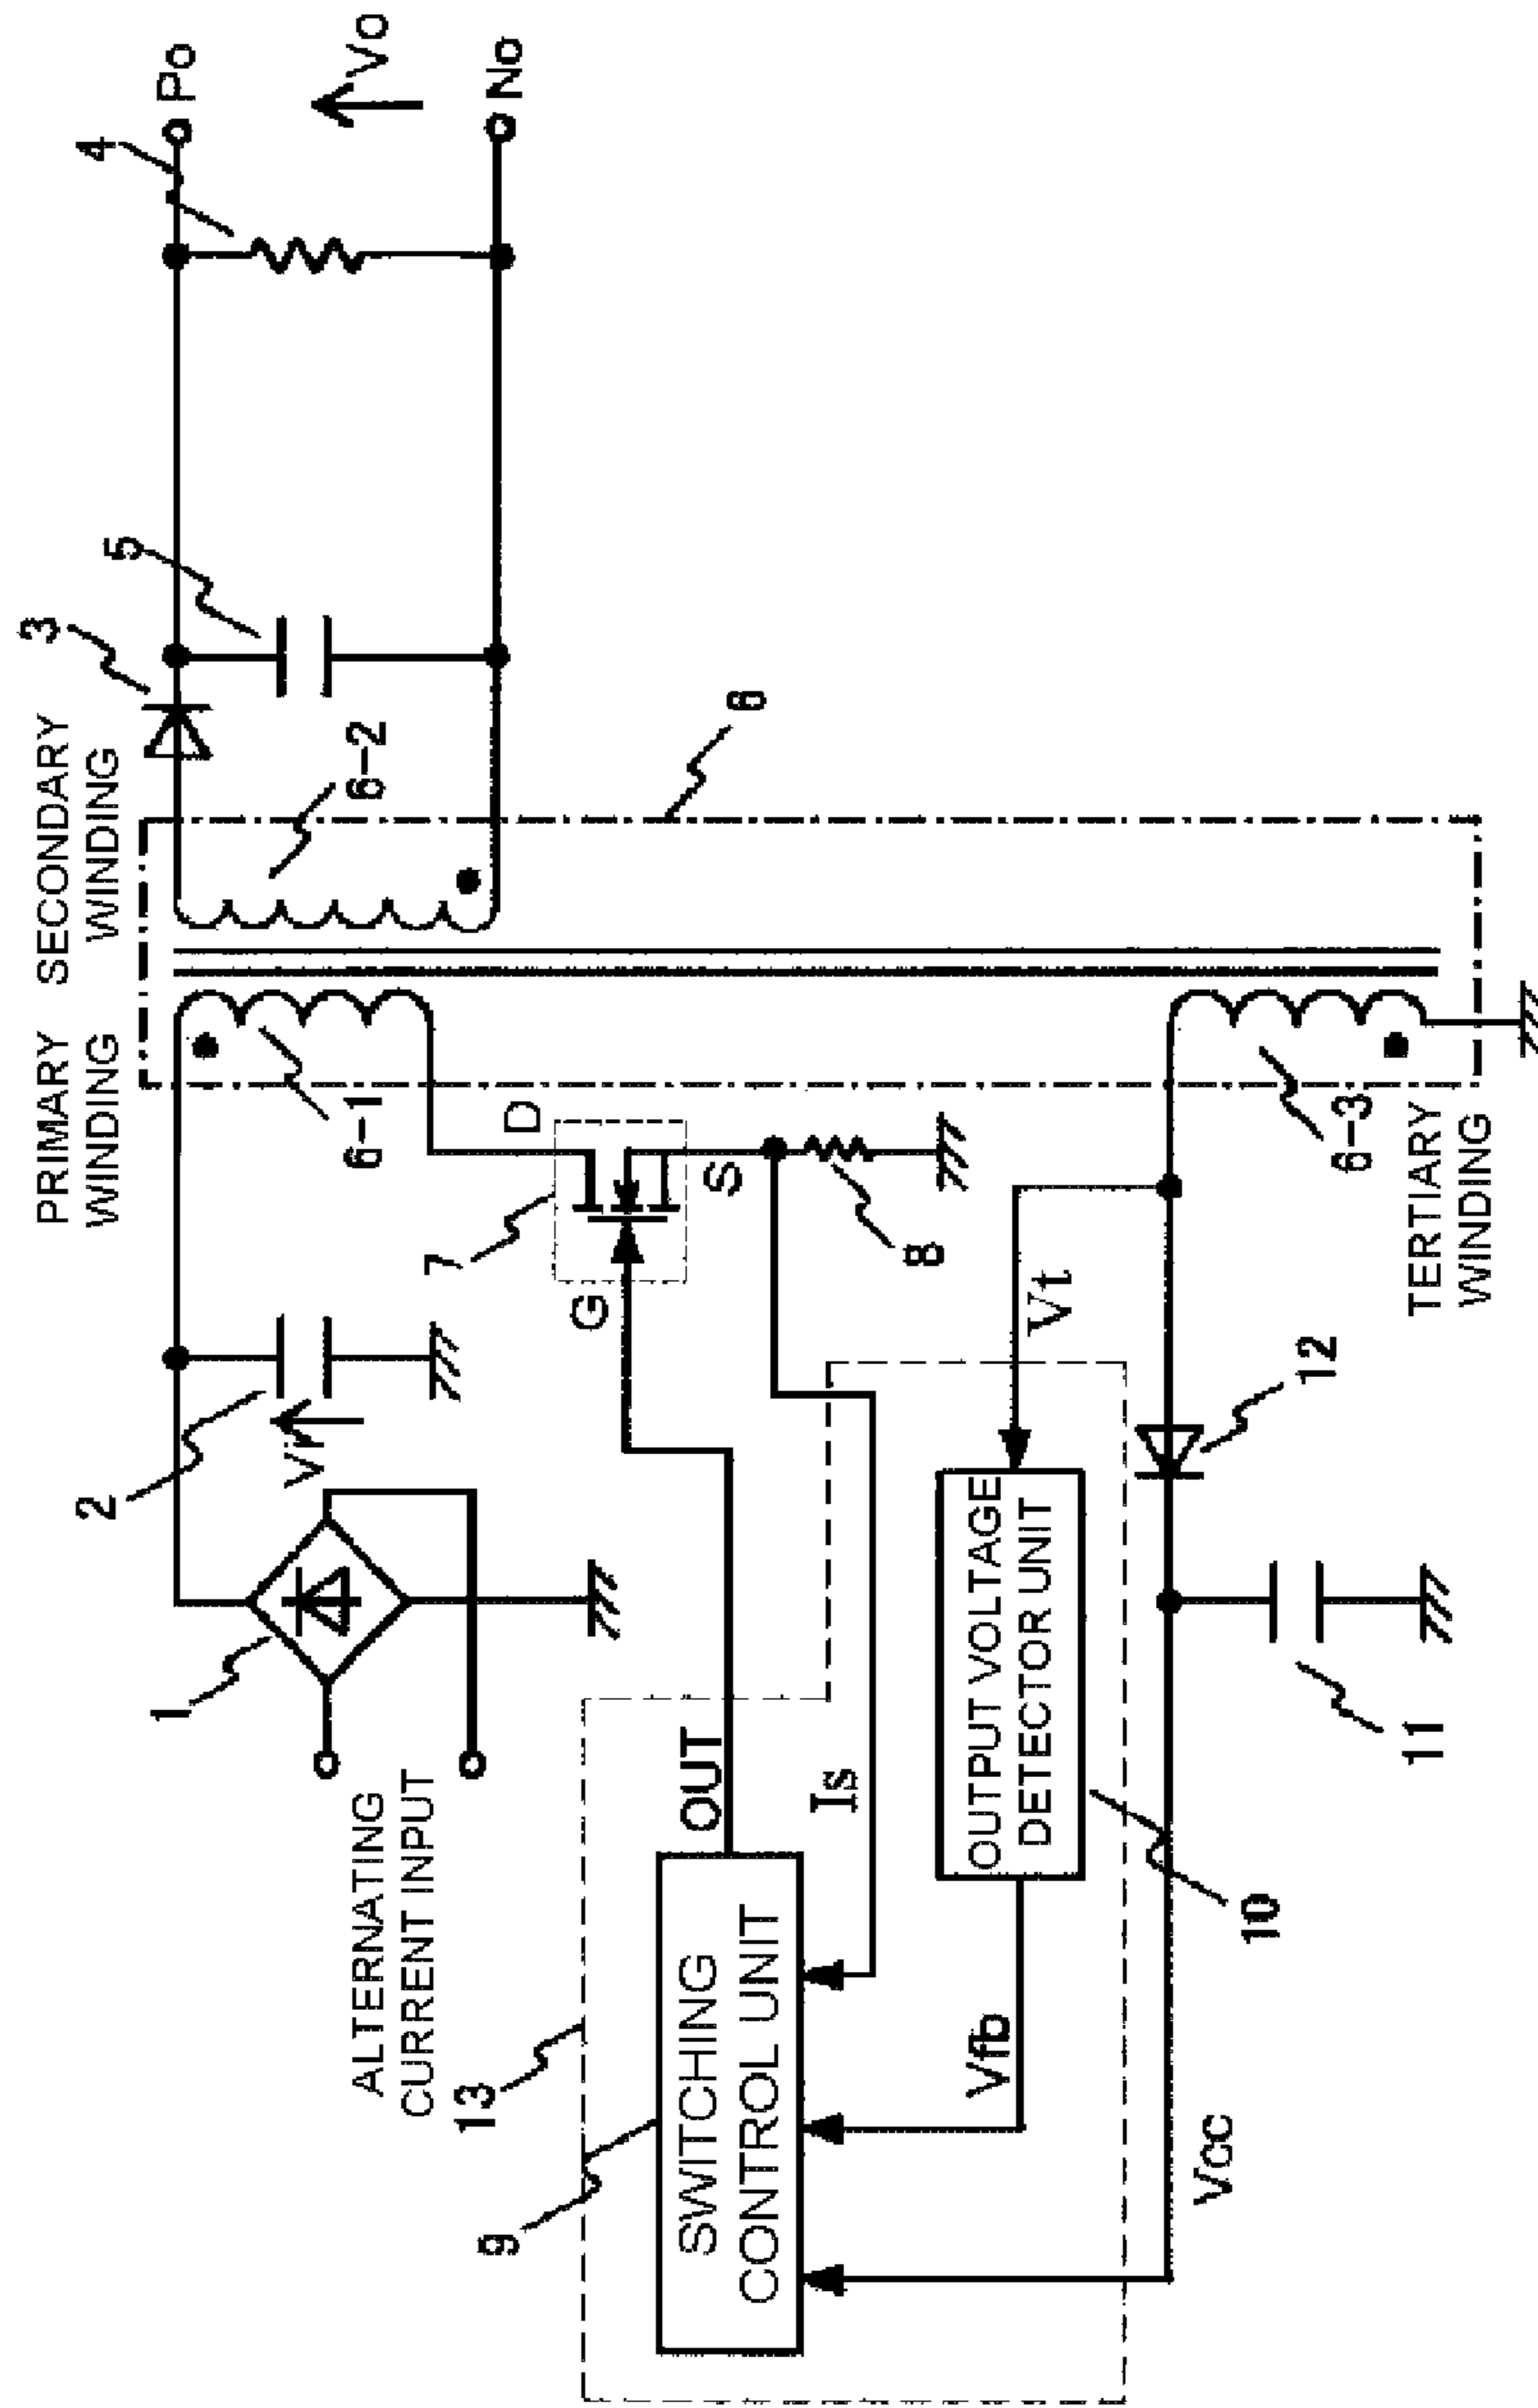 PRIMARY
WINDING
SECONDARY
WINDING
3
5
4
Po
Vo
No
2
Vi
1
ALTERNATING
CURRENT INPUT
6-1
6-2
6
7
D
G
S
8
13
9
SWITCHING
CONTROL UNIT
OUT
Is
Vfb
OUTPUT VOLTAGE
DETECTOR UNIT
10
Vt
12
11
Vcc
6-3
TERTIARY
WINDING